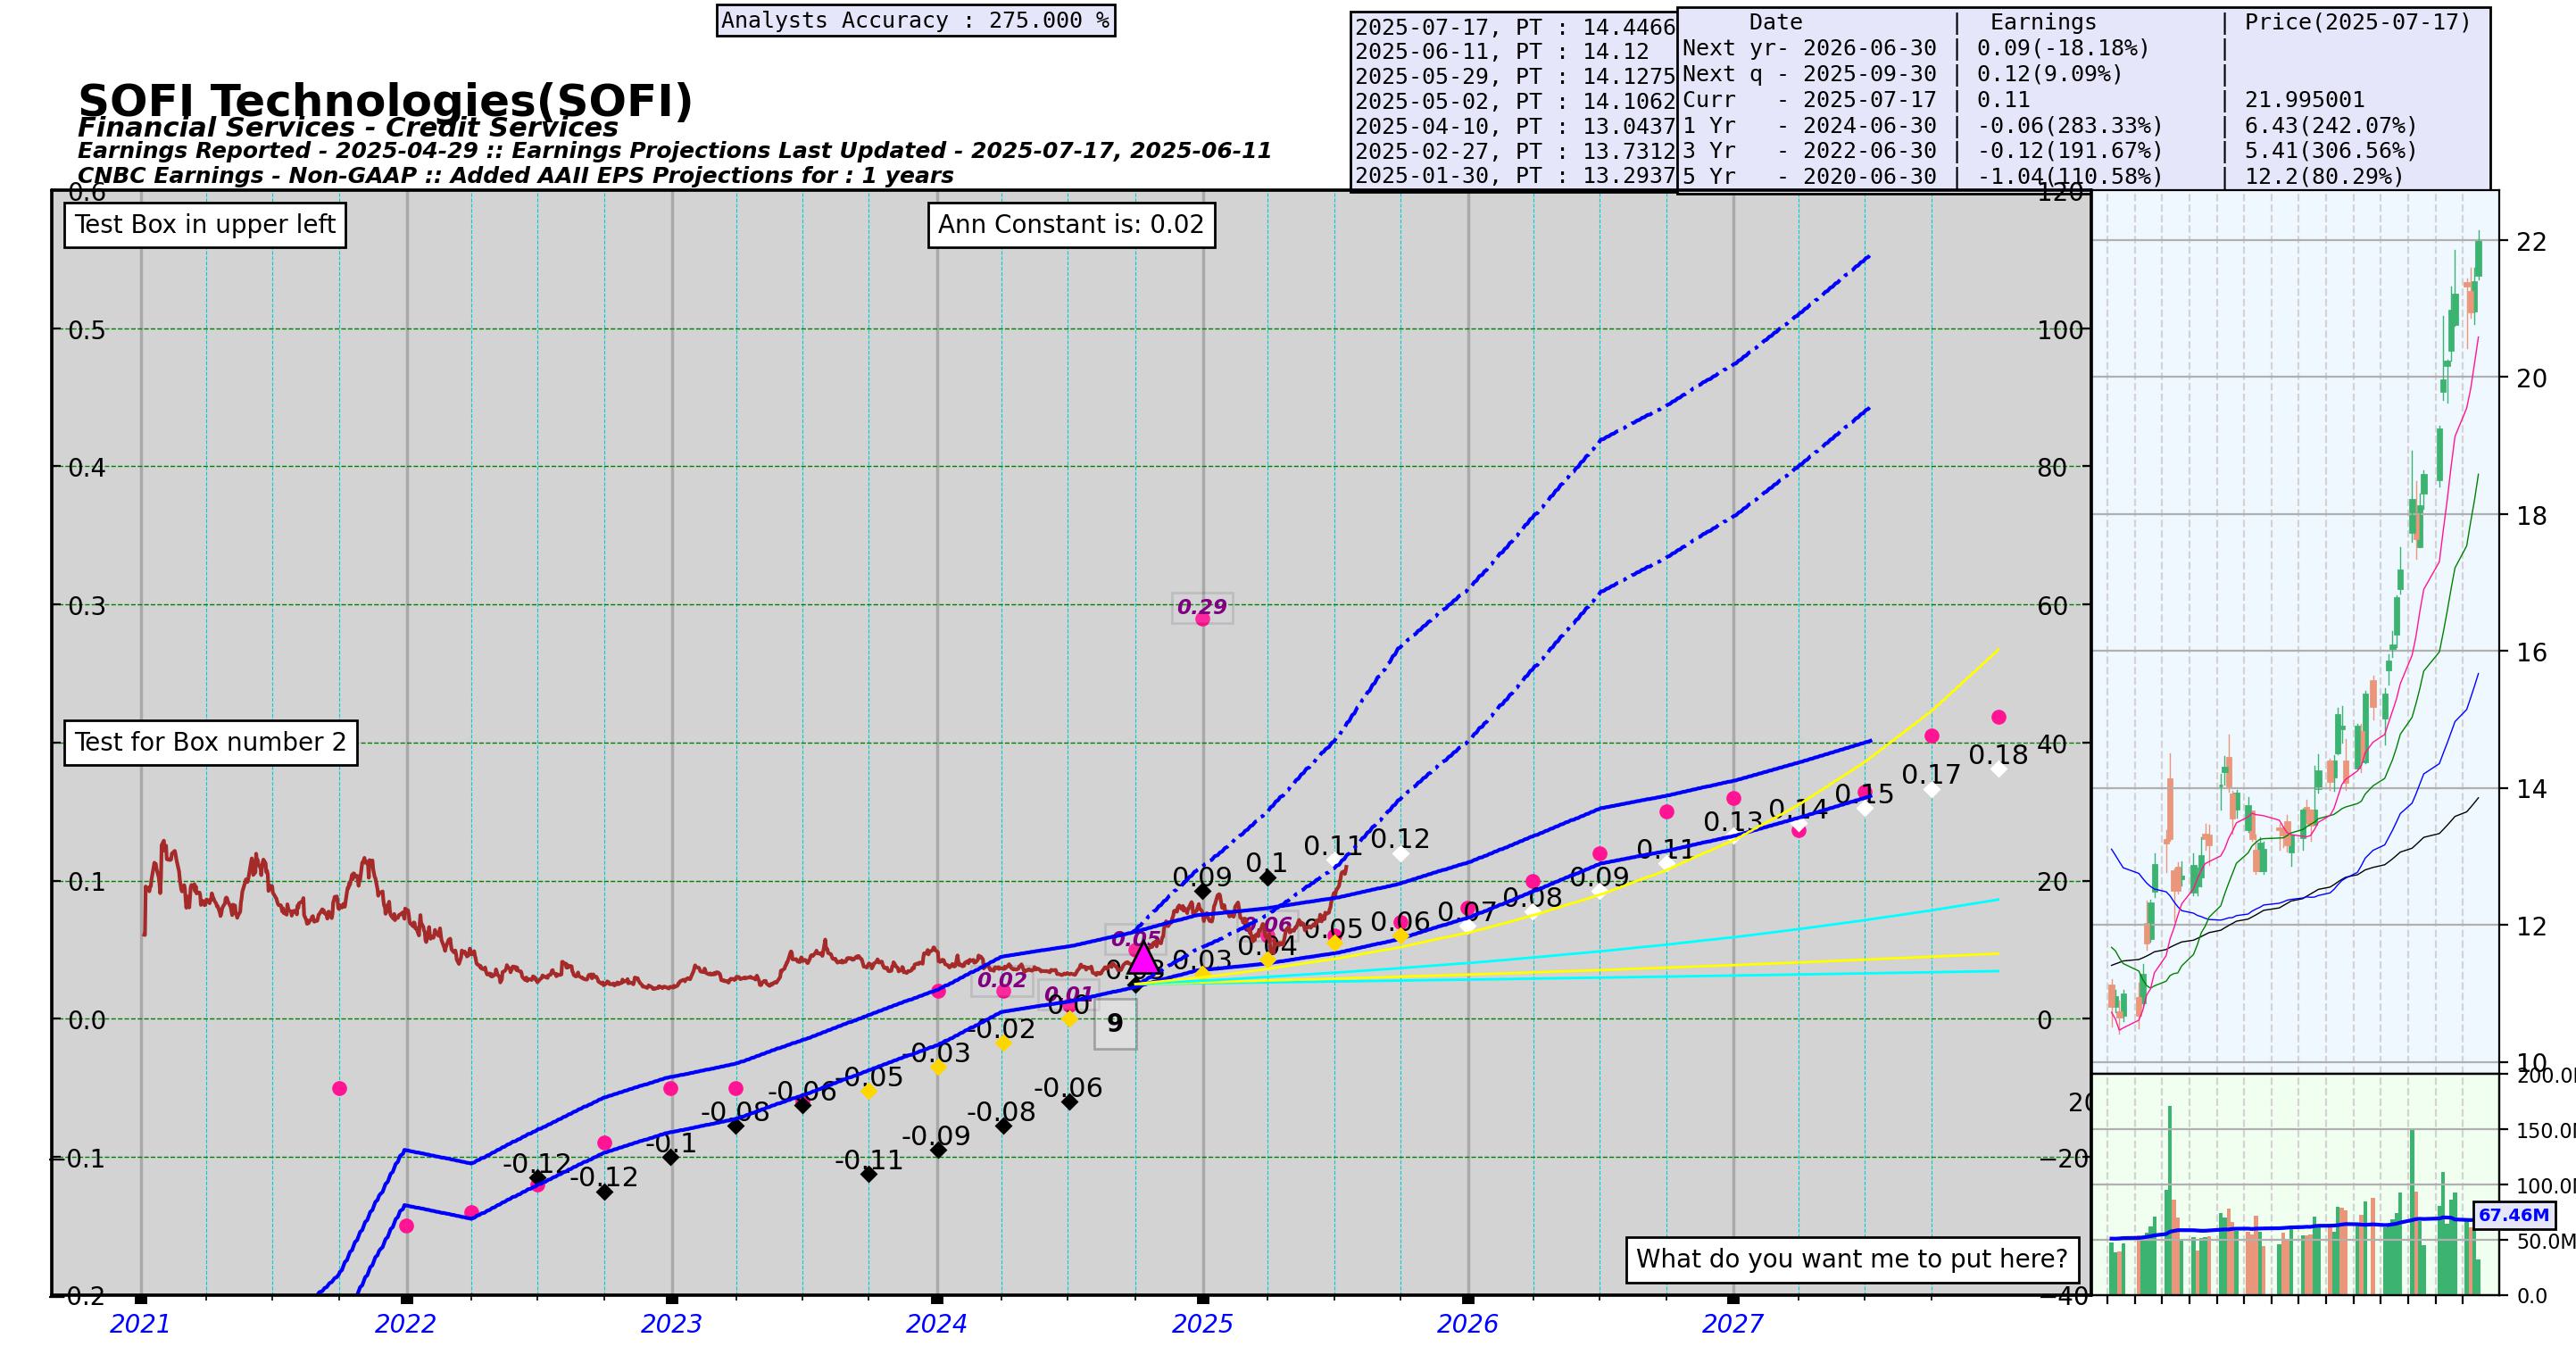 Analysts Accuracy : 275.000 %
2025-07-17, PT : 14.4466
2025-06-11, PT : 14.12
2025-05-29, PT : 14.1275
2025-05-02, PT : 14.1062
2025-04-10, PT : 13.0437
2025-02-27, PT : 13.7312
2025-01-30, PT : 13.2937
Date | Earnings | Price(2025-07-17)
Next yr- 2026-06-30 | 0.09(-18.18%) |
Next q - 2025-09-30 | 0.12(9.09%) |
Curr - 2025-07-17 | 0.11 | 21.995001
1 Yr - 2024-06-30 | -0.06(283.33%) | 6.43(242.07%)
3 Yr - 2022-06-30 | -0.12(191.67%) | 5.41(306.56%)
5 Yr - 2020-06-30 | -1.04(110.58%) | 12.2(80.29%)
SOFI Technologies(SOFI)
Financial Services - Credit Services
Earnings Reported - 2025-04-29 :: Earnings Projections Last Updated - 2025-07-17, 2025-06-11
CNBC Earnings - Non-GAAP :: Added AAII EPS Projections for : 1 years
Test Box in upper left
Ann Constant is: 0.02
Test for Box number 2
What do you want me to put here?
0.6
0.5
0.4
0.3
0.1
0.0
−0.1
−0.2
120
100
80
60
40
20
0
−20
−40
0.29
0.05
0.06
0.02
0.01
9
-0.12
-0.12
-0.1
-0.08
-0.06
-0.05
-0.11
-0.03
-0.09
-0.02
-0.08
0.0
-0.06
0.03
0.09
0.03
0.1
0.04
0.11
0.05
0.12
0.06
0.07
0.08
0.09
0.11
0.13
0.14
0.15
0.17
0.18
22
20
18
16
14
12
10
200.0
150.0
100.0
67.46M
50.0M
0.0
20
2021
2022
2023
2024
2025
2026
2027